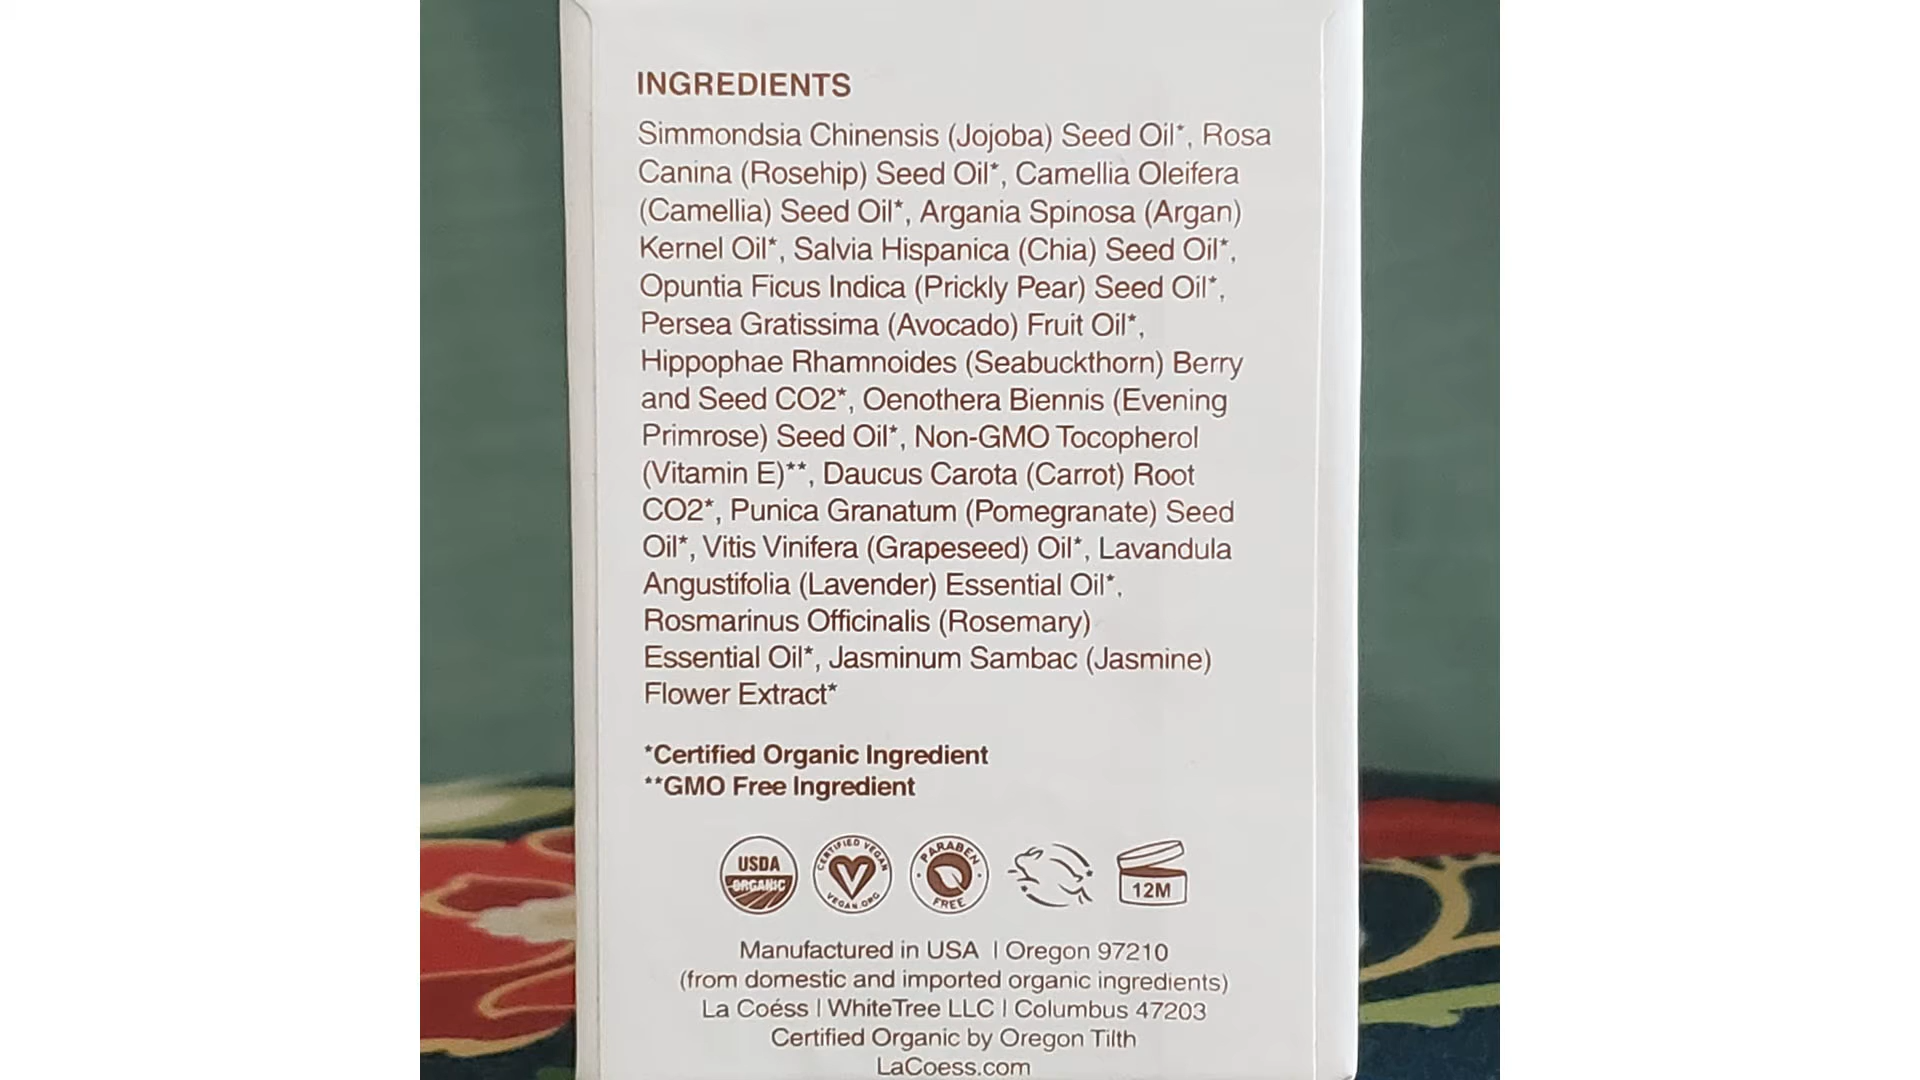 INGREDIENTS
Simmondsia Chinensis (Jojoba) Seed Oil*, Rosa
Canina (Rosehip) Seed Oil*, Camellia Oleifera
(Camellia) Seed Oil*, Argania Spinosa (Argan)
Kernel Oil*, Salvia Hispanica (Chia) Seed Oil*,
Opuntia Ficus Indica (Prickly Pear) Seed Oil*,
Persea Gratissima (Avocado) Fruit Oil*,
Hippophae Rhamnoides (Seabuckthorn) Berry
and Seed CO2*, Oenothera Biennis (Evening
Primrose) Seed Oil*, Non-GMO Tocopherol
(Vitamin E)**, Daucus Carota (Carrot) Root
CO2*, Punica Granatum (Pomegranate) Seed
Oil*, Vitis Vinifera (Grapeseed) Oil*, Lavandula
Angustifolia (Lavender) Essential Oil*,
Rosmarinus Officinalis (Rosemary)
Essential Oil*, Jasminum Sambac (Jasmine)
Flower Extract*
*Certified Organic Ingredient
**GMO Free Ingredient
USDA
ORGANIC
CERTIFIED VEGAN
V
VEGAN.ORG
PARABEN
FREE
12M
Manufactured in USA | Oregon 97210
(from domestic and imported organic ingredients)
La Coéss | WhiteTree LLC | Columbus 47203
Certified Organic by Oregon Tilth
LaCoess.com